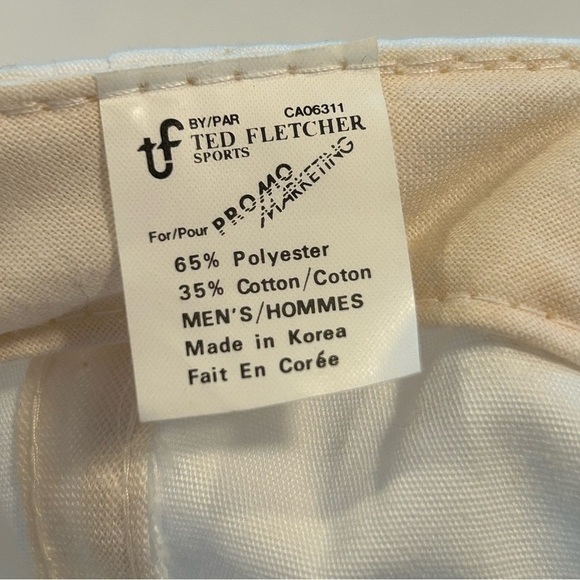 tf BY/PAR CA06311
TED FLETCHER
SPORTS
For/Pour PROMO MARKETING
65% Polyester
35% Cotton/Coton
MEN'S/HOMMES
Made in Korea
Fait En Corée